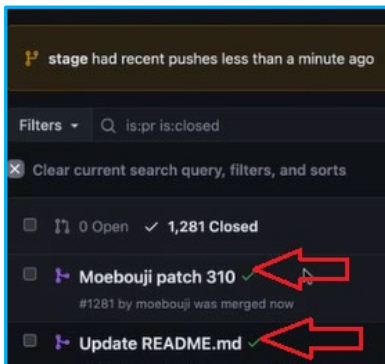 stage had recent pushes less than a minute ago
Filters is:pr is:closed
Clear current search query, filters, and sorts
0 Open 1,281 Closed
Moebouji patch 310
#1281 by moebouji was merged now
Update README.md